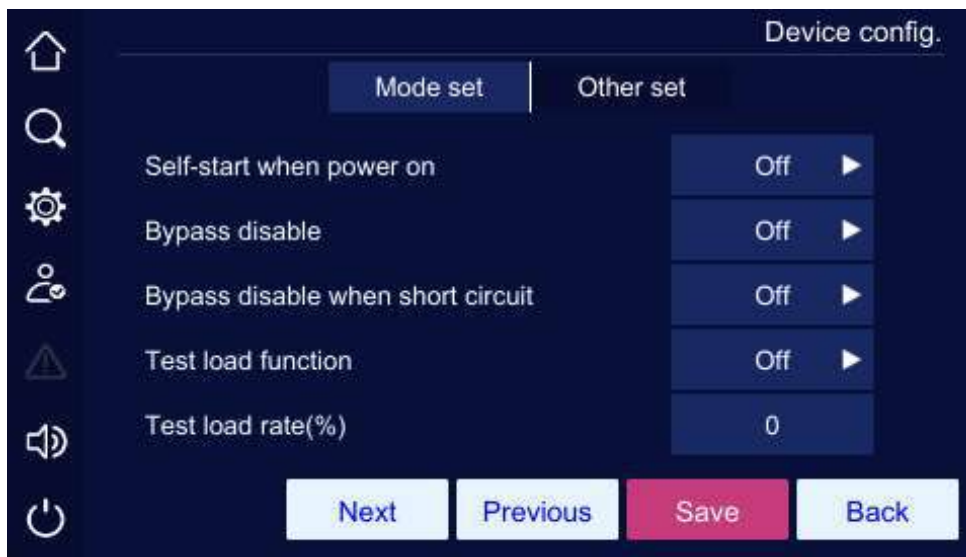 Device config.
Mode set Other set
Self-start when power on Off
Bypass disable Off
Bypass disable when short circuit Off
Test load function Off
Test load rate(%) 0
Next Previous Save Back